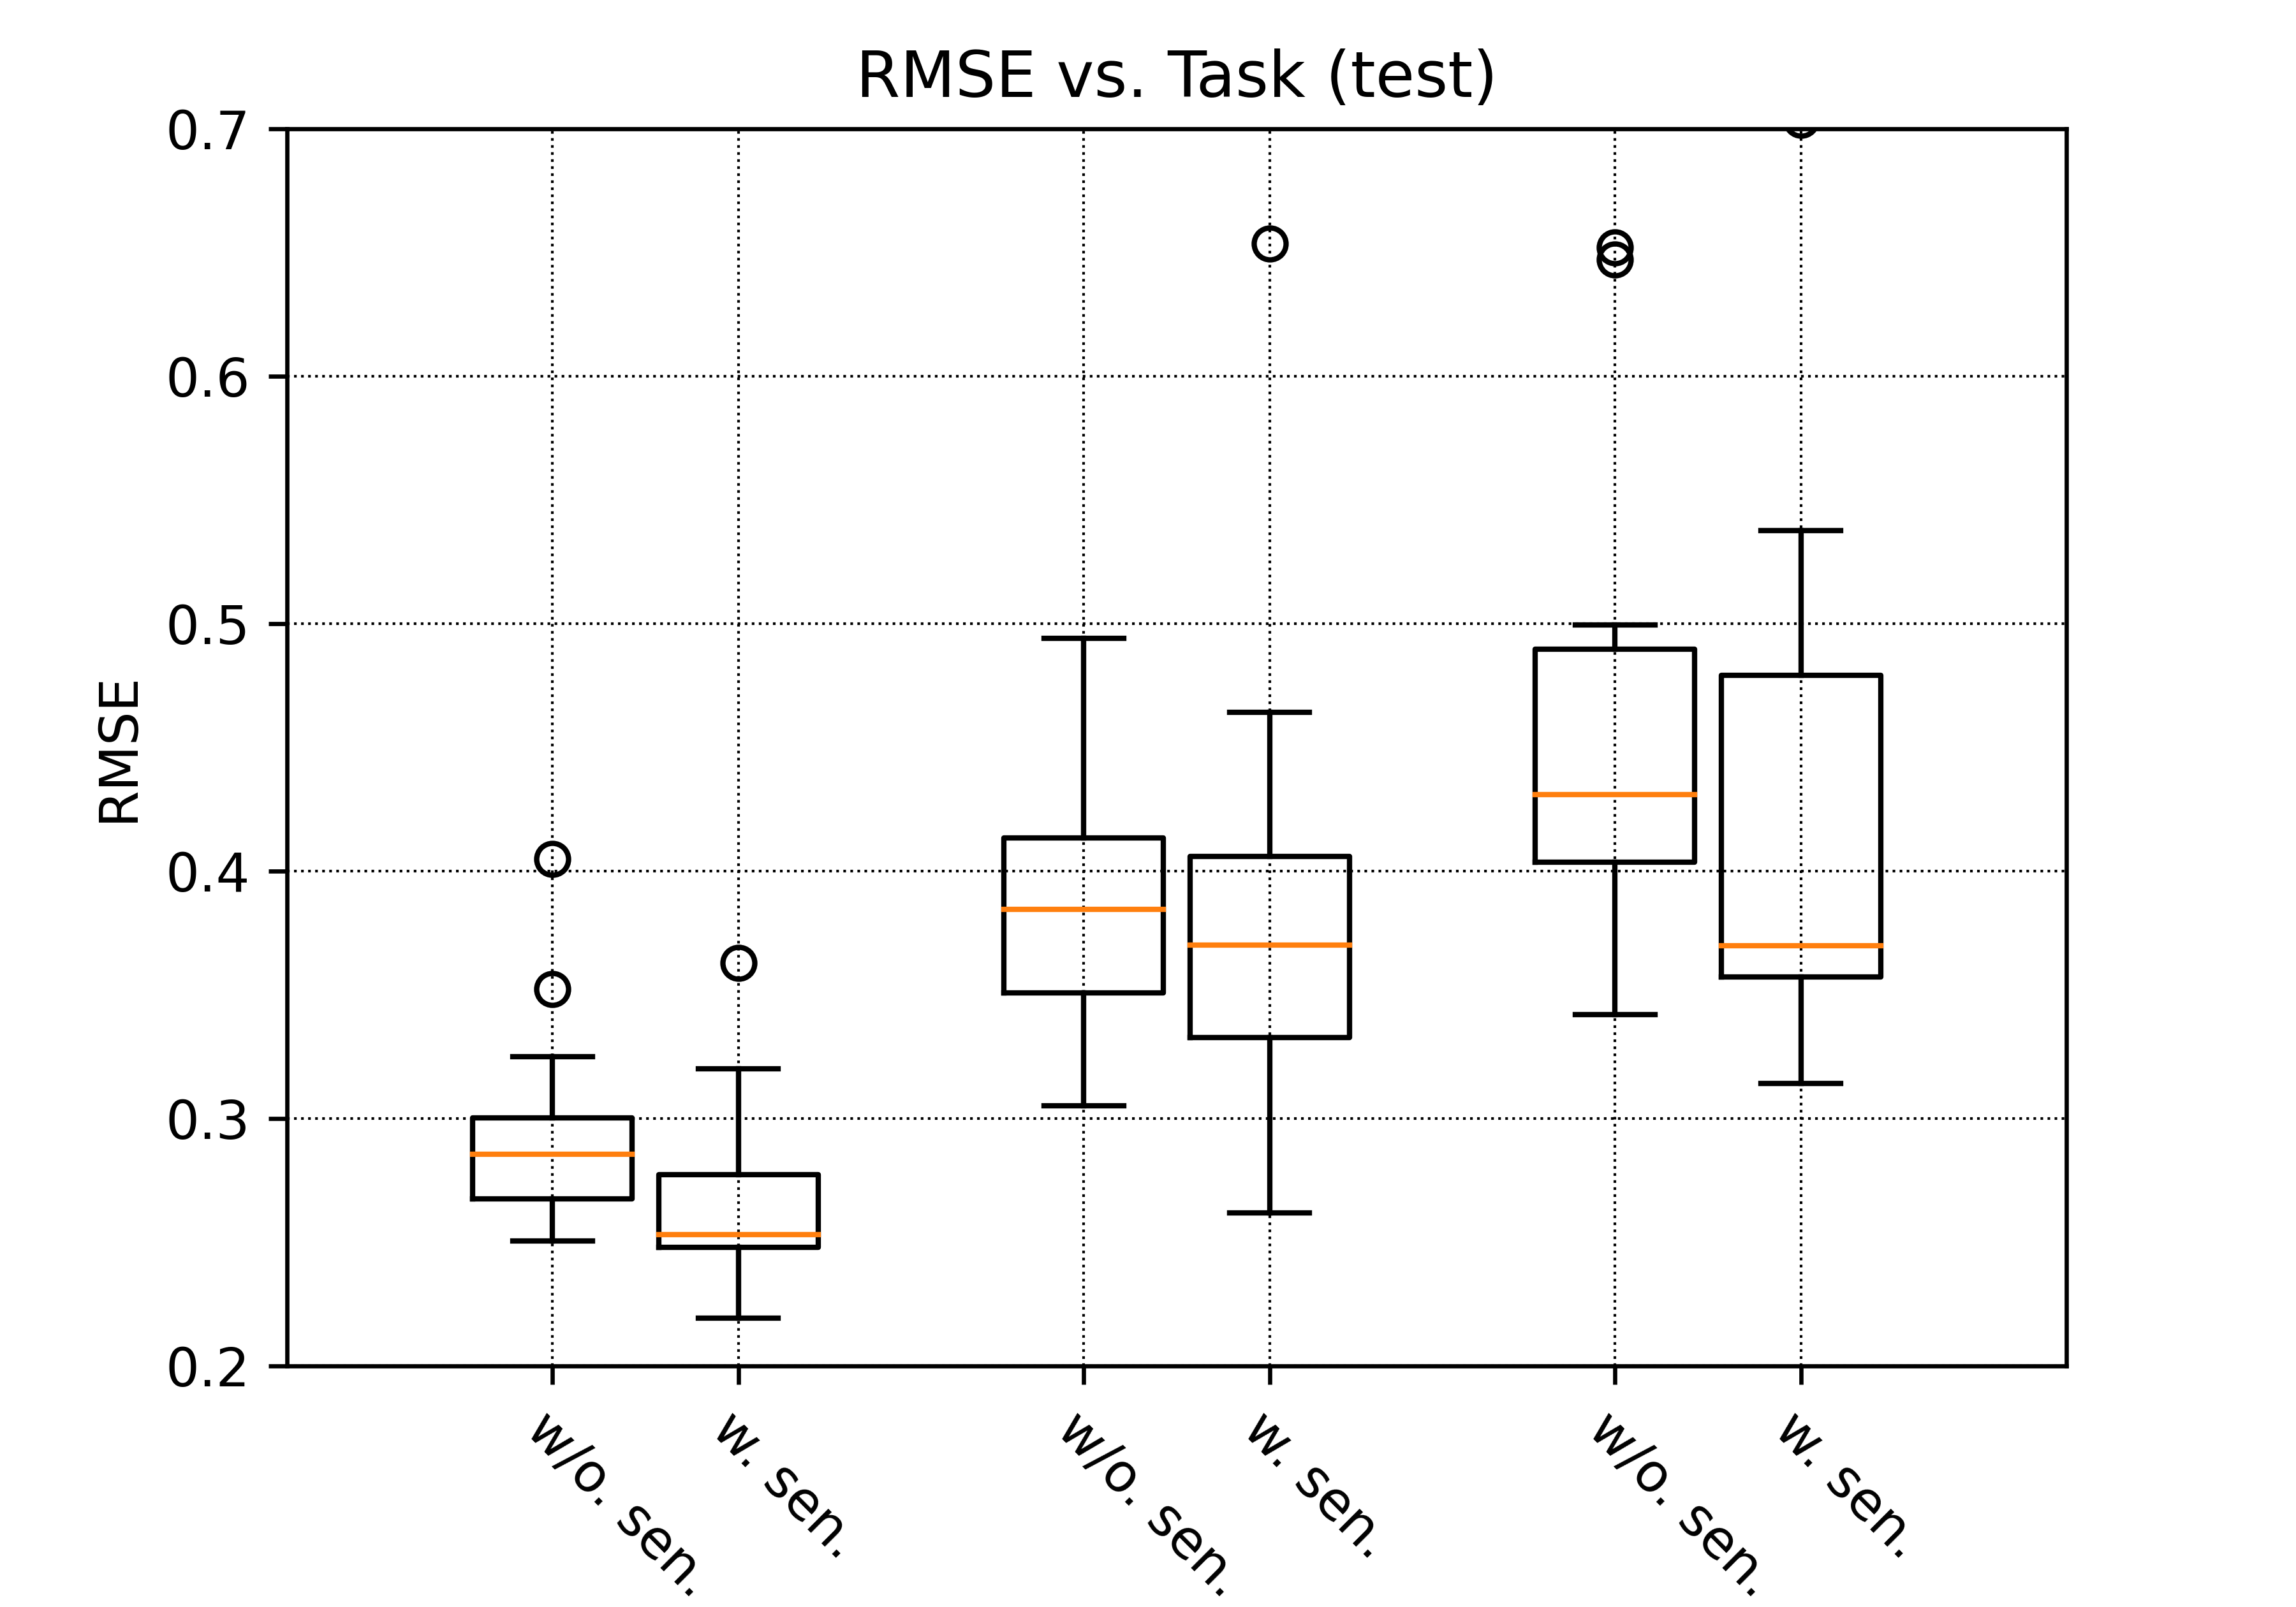 RMSE vs. Task (test)
0.7
0.6
0.5
0.4
0.3
0.2
RMSE
w/o. sen.
w. sen.
w/o. sen.
w. sen.
w/o. sen.
w. sen.